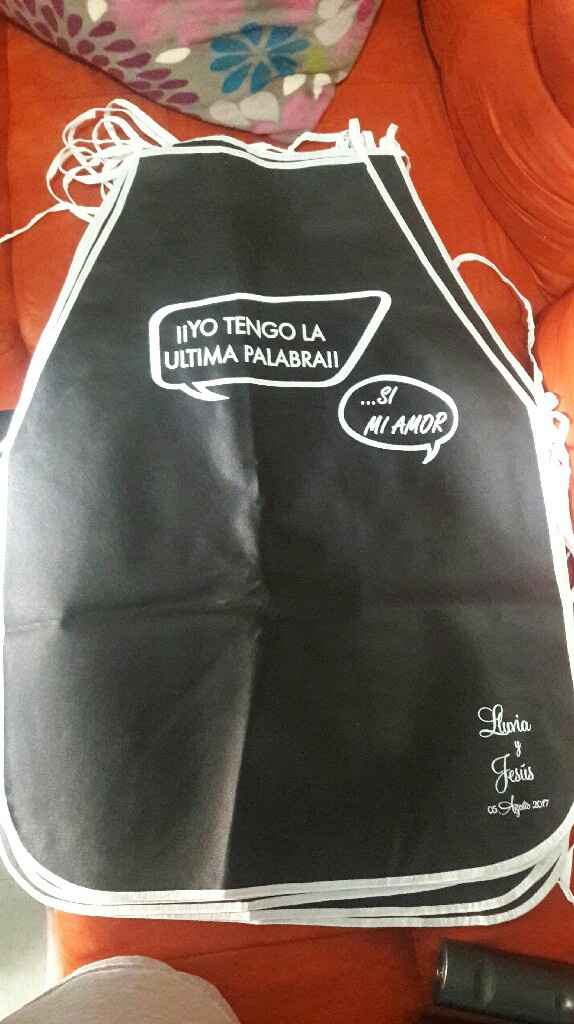 ¡¡YO TENGO LA
ULTIMA PALABRA!!
...SI
MI AMOR
Lluvia
y
Jesús
05 Agosto 2017